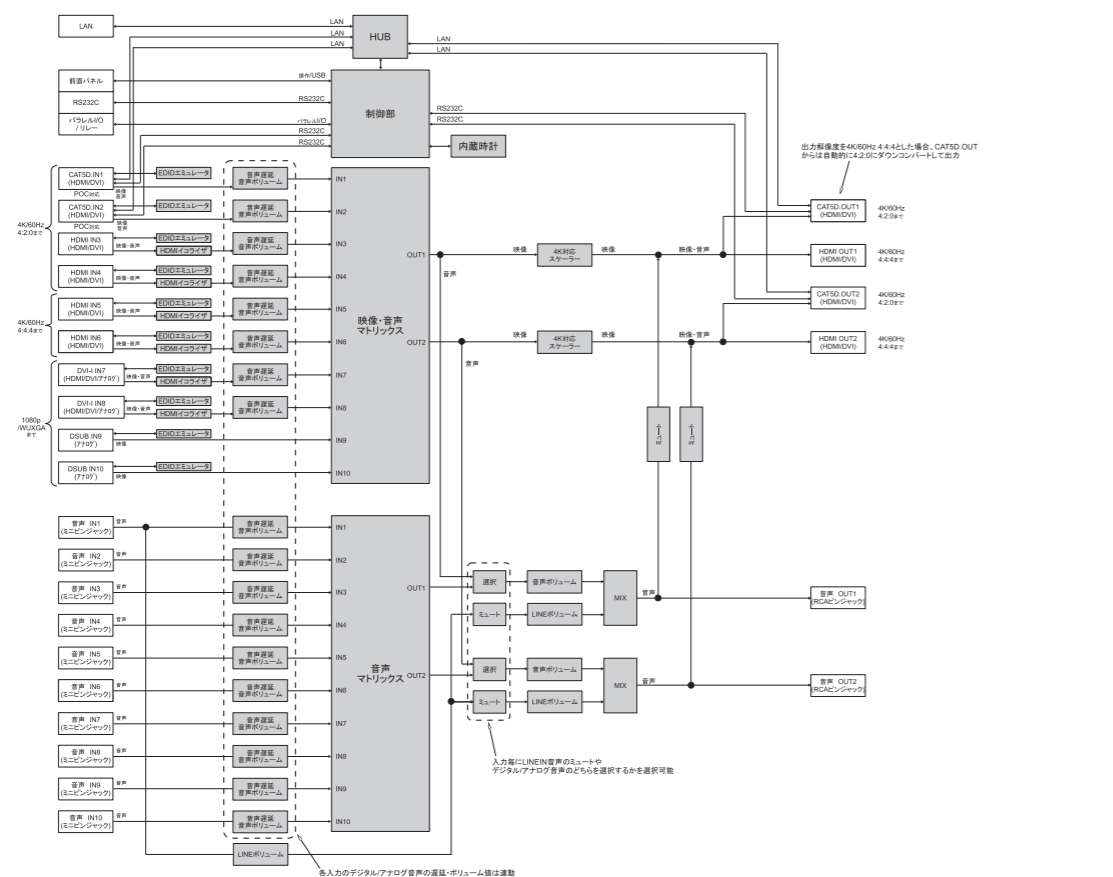 LAN
LAN
LAN
LAN
HUB
LAN
LAN
前面パネル
操作/USB
RS232C
RS232C
パラレルI/O
/ リレー
パラレルI/O
RS232C
RS232C
制御部
RS232C
RS232C
内蔵時計
出力解像度を4K/60Hz 4:4:4とした場合、CAT5D.OUT
からは自動的に4:2:0にダウンコンバートして出力
4K/60Hz
4:2:0まで
CAT5D.IN1
(HDMI/DVI)
POC対応
映像
音声
EDIDエミュレータ
音声遅延
音声ボリューム
IN1
CAT5D.IN2
(HDMI/DVI)
POC対応
映像
音声
EDIDエミュレータ
音声遅延
音声ボリューム
IN2
HDMI IN3
(HDMI/DVI)
映像・音声
EDIDエミュレータ
HDMIイコライザ
音声遅延
音声ボリューム
IN3
HDMI IN4
(HDMI/DVI)
映像・音声
EDIDエミュレータ
HDMIイコライザ
音声遅延
音声ボリューム
IN4
4K/60Hz
4:4:4まで
HDMI IN5
(HDMI/DVI)
映像・音声
EDIDエミュレータ
HDMIイコライザ
音声遅延
音声ボリューム
IN5
HDMI IN6
(HDMI/DVI)
映像・音声
EDIDエミュレータ
HDMIイコライザ
音声遅延
音声ボリューム
IN6
1080p
/WUXGA
まで
DVI-I IN7
(HDMI/DVI/アナログ)
映像・音声
EDIDエミュレータ
HDMIイコライザ
音声遅延
音声ボリューム
IN7
DVI-I IN8
(HDMI/DVI/アナログ)
映像・音声
EDIDエミュレータ
HDMIイコライザ
音声遅延
音声ボリューム
IN8
DSUB IN9
(アナログ)
映像
EDIDエミュレータ
IN9
DSUB IN10
(アナログ)
映像
EDIDエミュレータ
IN10
映像・音声
マトリックス
OUT1
音声
映像
4K対応
スケーラー
映像
映像・音声
OUT2
音声
映像
4K対応
スケーラー
映像
映像・音声
CAT5D.OUT1
(HDMI/DVI)
4K/60Hz
4:2:0まで
HDMI OUT1
(HDMI/DVI)
4K/60Hz
4:4:4まで
CAT5D.OUT2
(HDMI/DVI)
4K/60Hz
4:2:0まで
HDMI OUT2
(HDMI/DVI)
4K/60Hz
4:4:4まで
ミュート
ミュート
音声 IN1
(ミニピンジャック)
音声
音声遅延
音声ボリューム
IN1
音声 IN2
(ミニピンジャック)
音声
音声遅延
音声ボリューム
IN2
音声 IN3
(ミニピンジャック)
音声
音声遅延
音声ボリューム
IN3
音声 IN4
(ミニピンジャック)
音声
音声遅延
音声ボリューム
IN4
音声 IN5
(ミニピンジャック)
音声
音声遅延
音声ボリューム
IN5
音声 IN6
(ミニピンジャック)
音声
音声遅延
音声ボリューム
IN6
音声 IN7
(ミニピンジャック)
音声
音声遅延
音声ボリューム
IN7
音声 IN8
(ミニピンジャック)
音声
音声遅延
音声ボリューム
IN8
音声 IN9
(ミニピンジャック)
音声
音声遅延
音声ボリューム
IN9
音声 IN10
(ミニピンジャック)
音声
音声遅延
音声ボリューム
IN10
音声
マトリックス
OUT1
OUT2
選択
音声ボリューム
ミュート
LINEボリューム
MIX
音声
音声 OUT1
(RCAピンジャック)
選択
音声ボリューム
ミュート
LINEボリューム
MIX
音声
音声 OUT2
(RCAピンジャック)
入力毎にLINEIN音声のミュートや
デジタル/アナログ音声のどちらを選択するかを選択可能
LINEボリューム
各入力のデジタル/アナログ音声の遅延・ボリューム値は連動